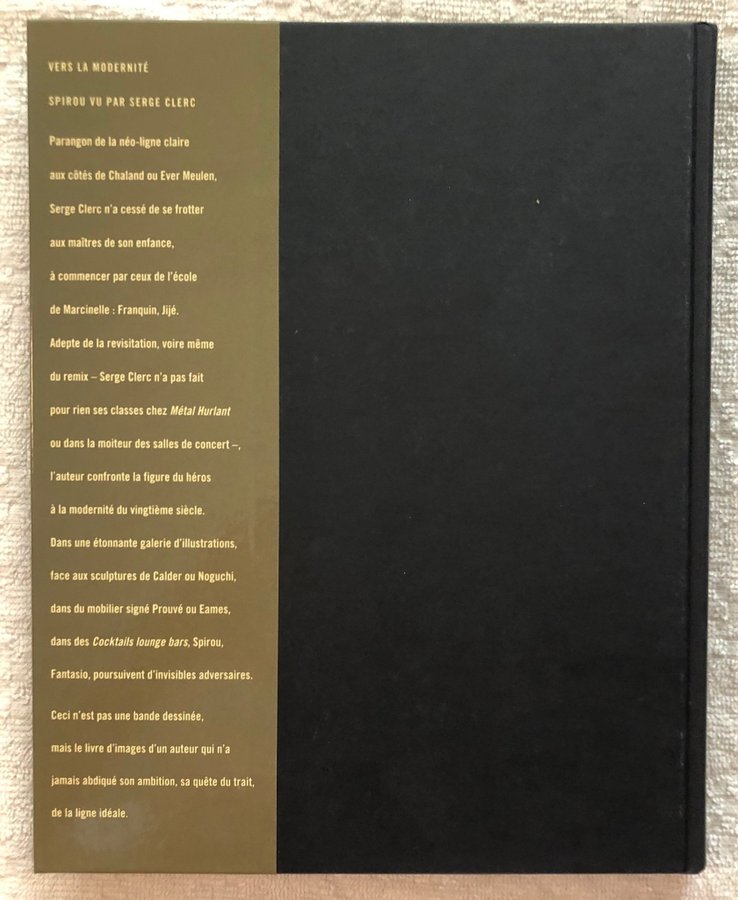 VERS LA MODERNITÉ
SPIROU VU PAR SERGE CLERC
Parangon de la néo-ligne claire
aux côtés de Chaland ou Ever Meulen,
Serge Clerc n'a cessé de se frotter
aux maîtres de son enfance,
à commencer par ceux de l'école
de Marcinelle : Franquin, Jijé.
Adepte de la revisitation, voire même
du remix – Serge Clerc n'a pas fait
pour rien ses classes chez Métal Hurlant
ou dans la moiteur des salles de concert –,
l'auteur confronte la figure du héros
à la modernité du vingtième siècle.
Dans une étonnante galerie d'illustrations,
face aux sculptures de Calder ou Noguchi,
dans du mobilier signé Prouvé ou Eames,
dans des Cocktails lounge bars, Spirou,
Fantasio, poursuivent d'invisibles adversaires.
Ceci n'est pas une bande dessinée,
mais le livre d'images d'un auteur qui n'a
jamais abdiqué son ambition, sa quête du trait,
de la ligne idéale.